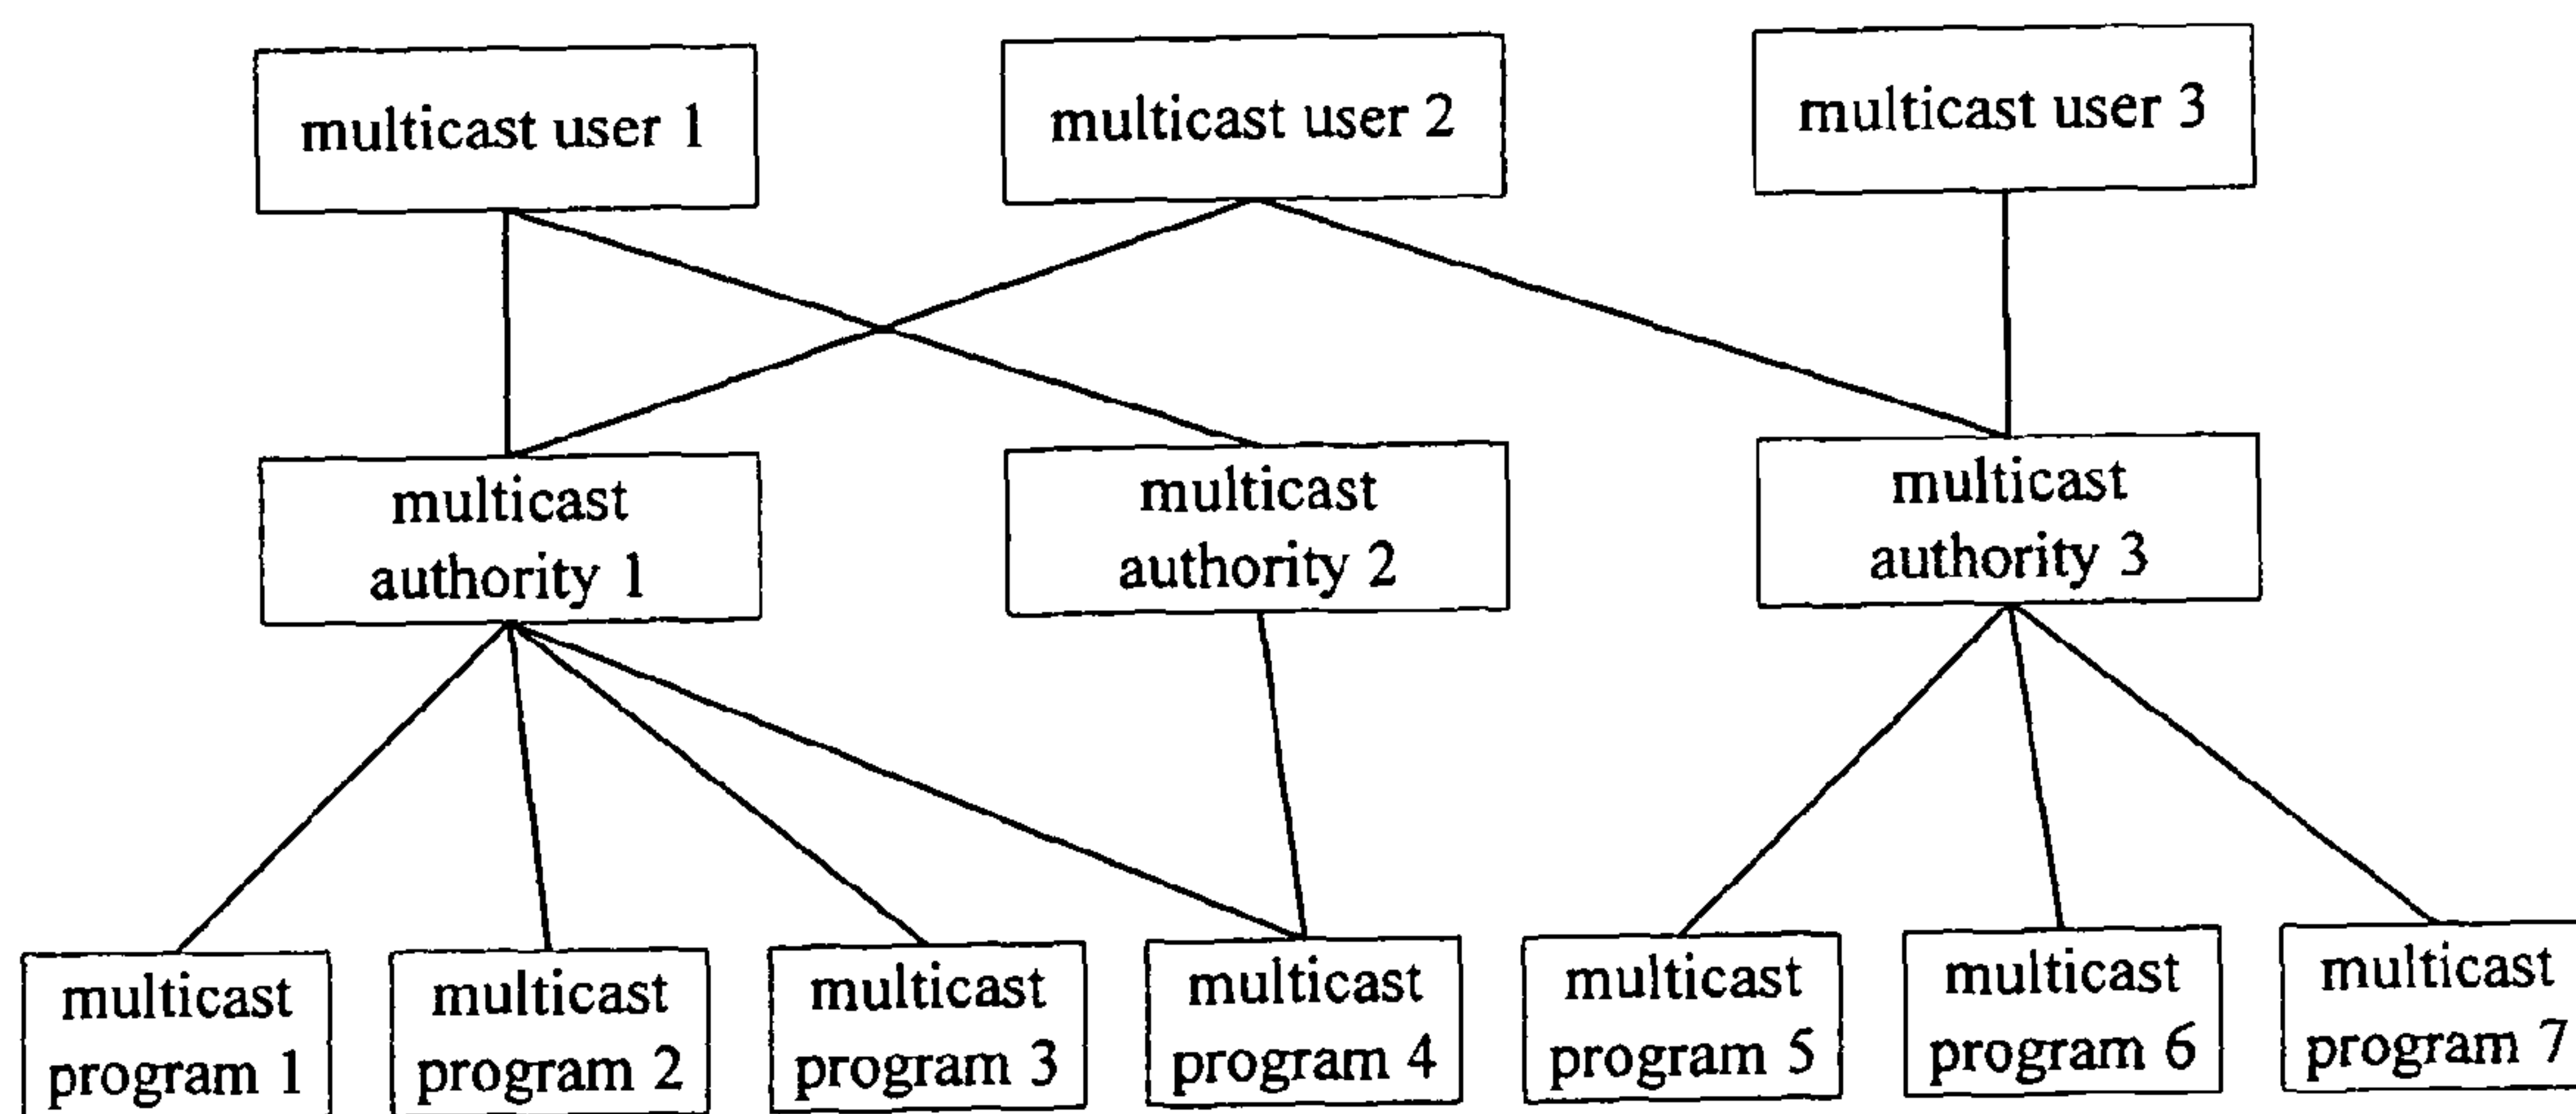 multicast user 1
multicast user 2
multicast user 3
multicast
authority 1
multicast
authority 2
multicast
authority 3
multicast
program 1
multicast
program 2
multicast
program 3
multicast
program 4
multicast
program 5
multicast
program 6
multicast
program 7